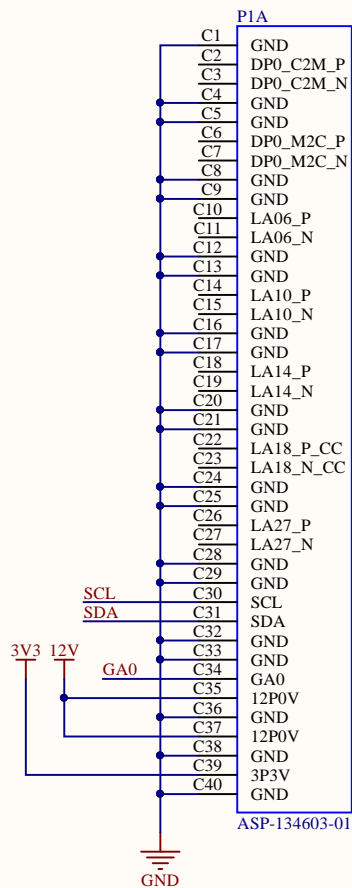 P1A
C1 GND
C2 DP0_C2M_P
C3 DP0_C2M_N
C4 GND
C5 GND
C6 DP0_M2C_P
C7 DP0_M2C_N
C8 GND
C9 GND
C10 LA06_P
C11 LA06_N
C12 GND
C13 GND
C14 LA10_P
C15 LA10_N
C16 GND
C17 GND
C18 LA14_P
C19 LA14_N
C20 GND
C21 GND
C22 LA18_P_CC
C23 LA18_N_CC
C24 GND
C25 GND
C26 LA27_P
C27 LA27_N
C28 GND
C29 GND
SCL C30 SCL
SDA C31 SDA
C32 GND
3V3 12V C33 GND
GA0 C34 GA0
C35 12P0V
C36 GND
C37 12P0V
C38 GND
C39 3P3V
C40 GND
ASP-134603-01
GND